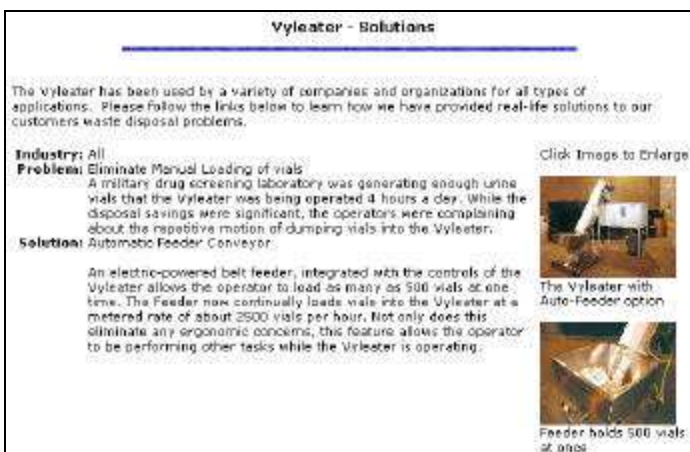 Vyleater - Solutions
The Vyleater has been used by a variety of companies and organizations for all types of
applications. Please follow the links below to learn how we have provided real-life solutions to our
customers waste disposal problems.
Industry: All
Problem: Eliminate Manual Loading of vials
A military drug screening laboratory was generating enough urine
vials that the Vyleater was being operated 4 hours a day. While the
disposal savings were significant, the operators were complaining
about the repetitive motion of dumping vials into the Vyleater.
Solution: Automatic Feeder Conveyor
An electric-powered belt feeder, integrated with the controls of the
Vyleater allows the operator to load as many as 500 vials at one
time. The Feeder now continually loads vials into the Vyleater at a
metered rate of about 2500 vials per hour. Not only does this
eliminate any ergonomic concerns, this feature allows the operator
to be performing other tasks while the Vyleater is operating.
Click Image to Enlarge
The Vyleater with
Auto-Feeder option
Feeder holds 500 vials
at once